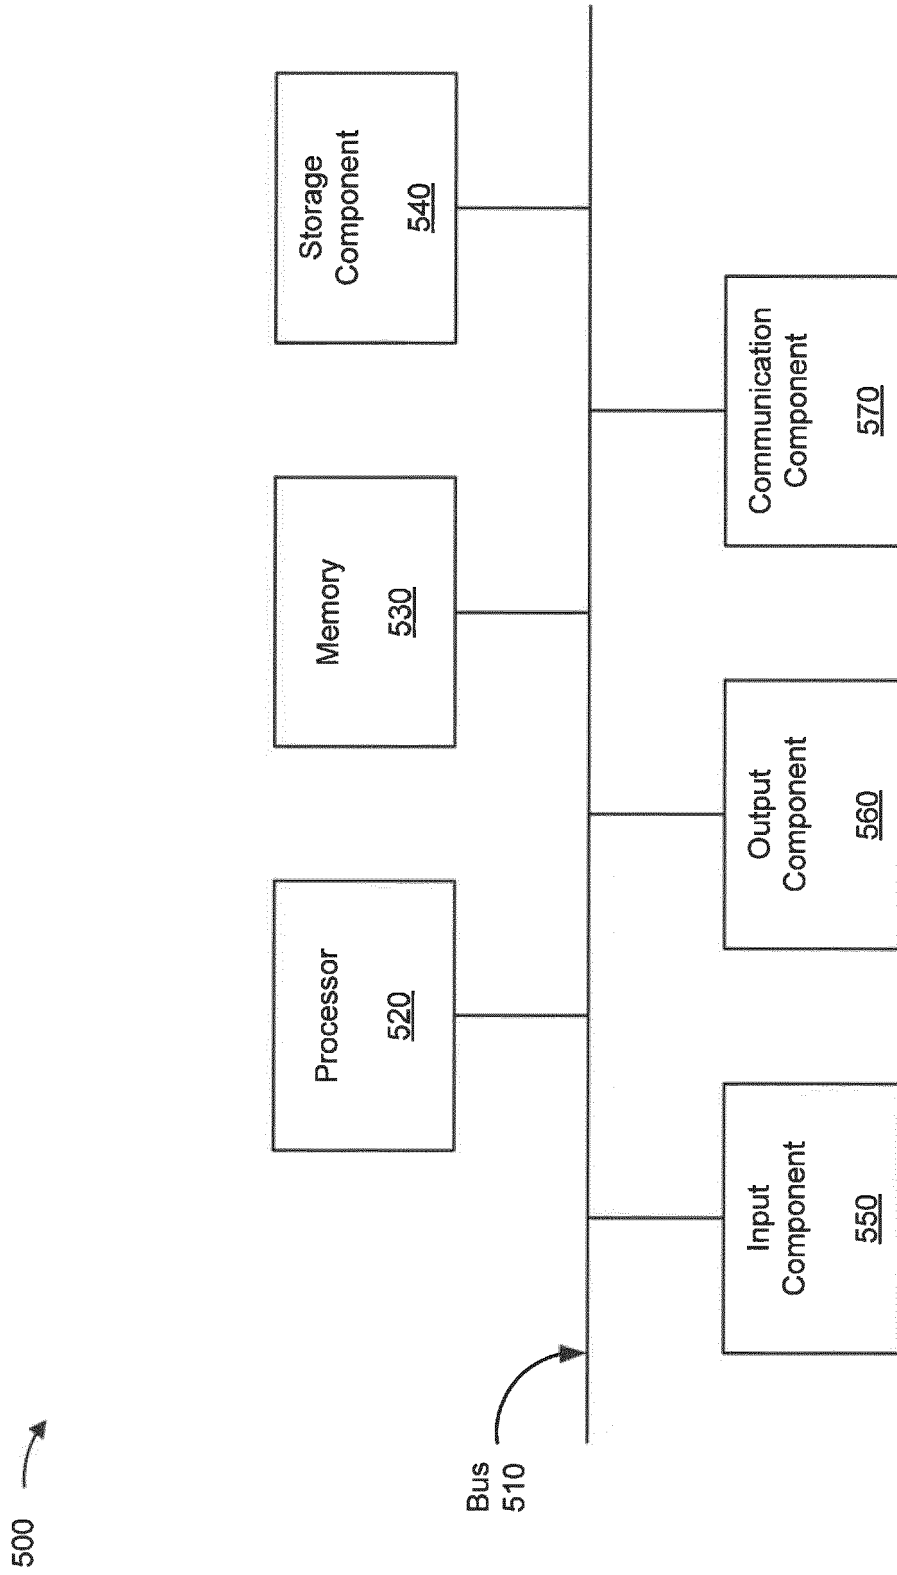 500
Processor
520
Memory
530
Storage
Component
540
Bus
510
Input
Component
550
Output
Component
560
Communication
Component
570